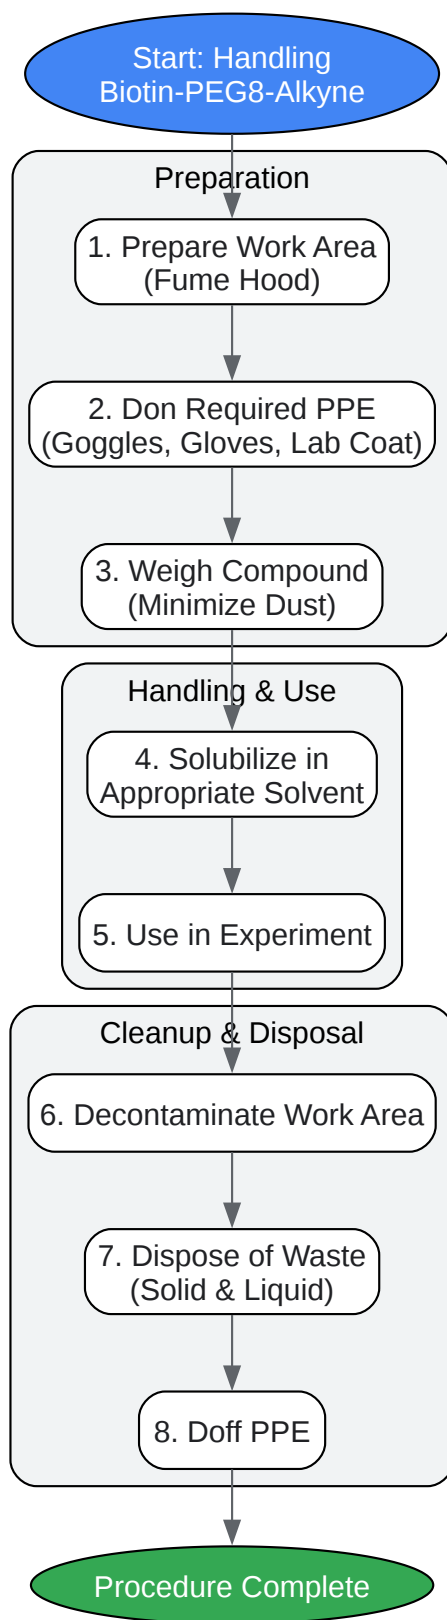 Start: Handling
Biotin-PEG8-Alkyne
Preparation
1. Prepare Work Area
(Fume Hood)
2. Don Required PPE
(Goggles, Gloves, Lab Coat)
3. Weigh Compound
(Minimize Dust)
Handling & Use
4. Solubilize in
Appropriate Solvent
5. Use in Experiment
Cleanup & Disposal
6. Decontaminate Work Area
7. Dispose of Waste
(Solid & Liquid)
8. Doff PPE
Procedure Complete